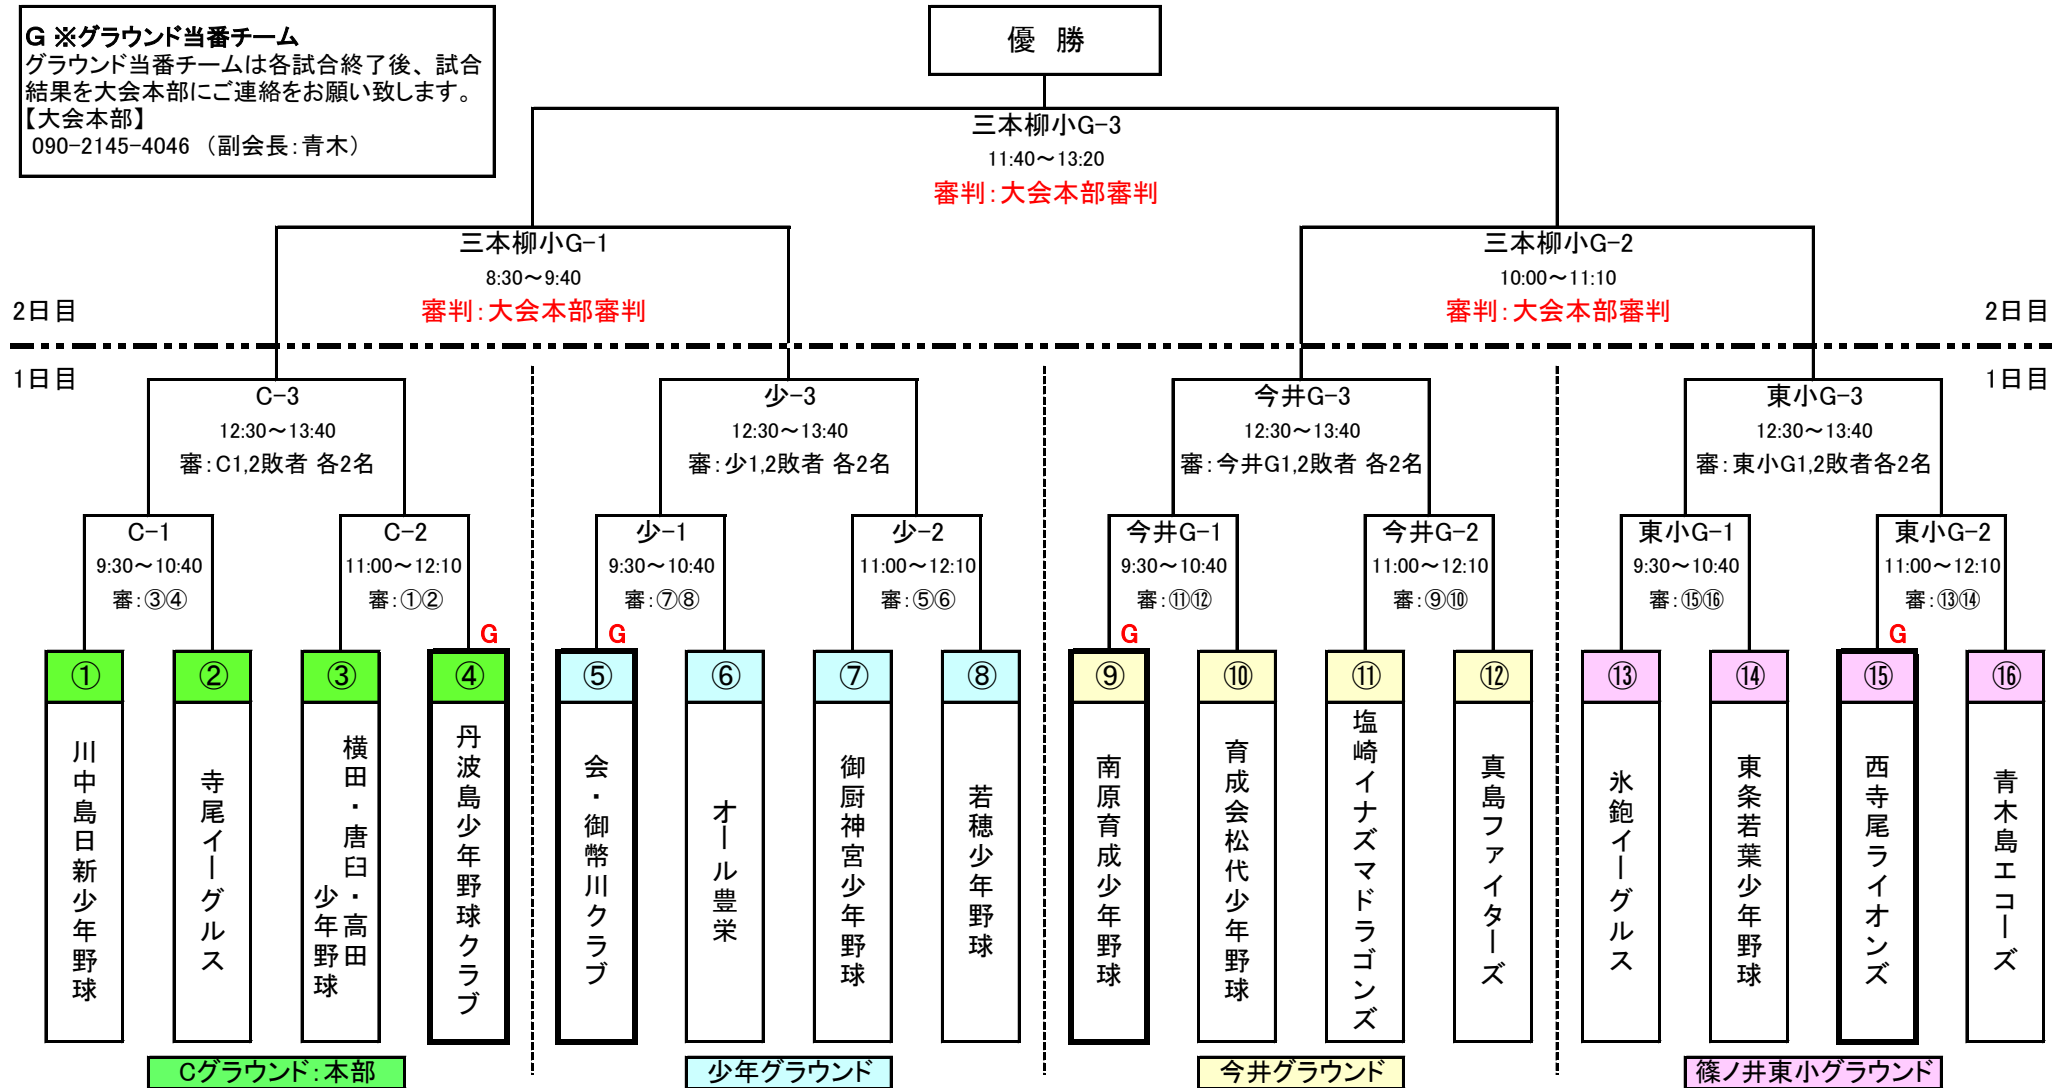 G ※グラウンド当番チーム
グラウンド当番チームは各試合終了後、試合
結果を大会本部にご連絡をお願い致します。
【大会本部】
090-2145-4046 （副会長：青木）
優 勝
三本柳小G-3
11:40～13:20
審判：大会本部審判
三本柳小G-1
8:30～9:40
審判：大会本部審判
三本柳小G-2
10:00～11:10
審判：大会本部審判
2日目
2日目
1日目
1日目
C-3
12:30～13:40
審：C1,2敗者 各2名
少-3
12:30～13:40
審：少1,2敗者 各2名
今井G-3
12:30～13:40
審：今井G1,2敗者 各2名
東小G-3
12:30～13:40
審：東小G1,2敗者各2名
C-1
9:30～10:40
審：③④
C-2
11:00～12:10
審：①②
少-1
9:30～10:40
審：⑦⑧
少-2
11:00～12:10
審：⑤⑥
今井G-1
9:30～10:40
審：⑪⑫
今井G-2
11:00～12:10
審：⑨⑩
東小G-1
9:30～10:40
審：⑮⑯
東小G-2
11:00～12:10
審：⑬⑭
G
G
G
G
①
川中島日新少年野球
②
寺尾イーグルス
③
横田・唐臼・高田
少年野球
④
丹波島少年野球クラブ
⑤
会・御幣川クラブ
⑥
オール豊栄
⑦
御厨神宮少年野球
⑧
若穂少年野球
⑨
南原育成少年野球
⑩
育成会松代少年野球
⑪
塩崎イナズマドラゴンズ
⑫
真島ファイターズ
⑬
氷鉋イーグルス
⑭
東条若葉少年野球
⑮
西寺尾ライオンズ
⑯
青木島エコーズ
Cグラウンド：本部
少年グラウンド
今井グラウンド
篠ノ井東小グラウンド